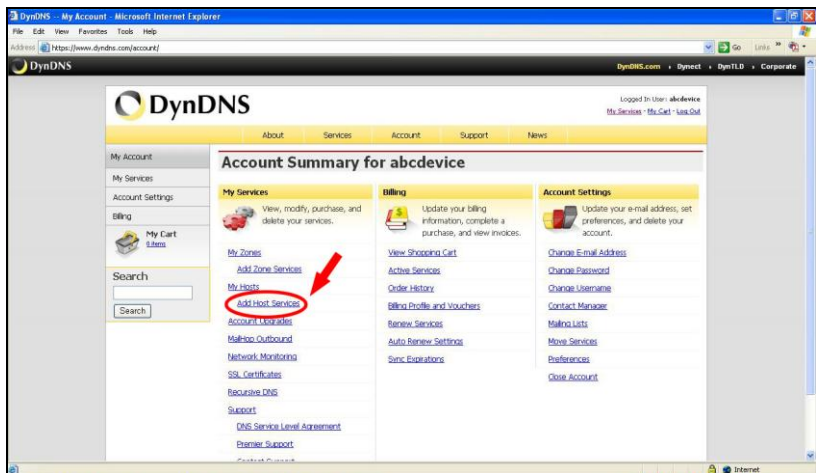 DynDNS -- My Account - Microsoft Internet Explorer
File Edit View Favorites Tools Help
Address https://www.dyndns.com/account/ Go Links »
DynDNS DynDNS.com Dynect DynTLD Corporate
DynDNS
Logged In User: abcdevice
My Services - My Cart - Log Out
About Services Account Support News
My Account
My Services
Account Settings
Billing
My Cart
0 items
Search
Search
Account Summary for abcdevice
My Services
View, modify, purchase, and
delete your services.
My Zones
Add Zone Services
My Hosts
Add Host Services
Account Upgrades
MailHop Outbound
Network Monitoring
SSL Certificates
Recursive DNS
Support
DNS Service Level Agreement
Premier Support
Contact Support
Billing
Update your billing
information, complete a
purchase, and view invoices.
View Shopping Cart
Active Services
Order History
Billing Profile and Vouchers
Renew Services
Auto Renew Settings
Sync Expirations
Account Settings
Update your e-mail address, set
preferences, and delete your
account.
Change E-mail Address
Change Password
Change Username
Contact Manager
Mailing Lists
Move Services
Preferences
Close Account
Internet